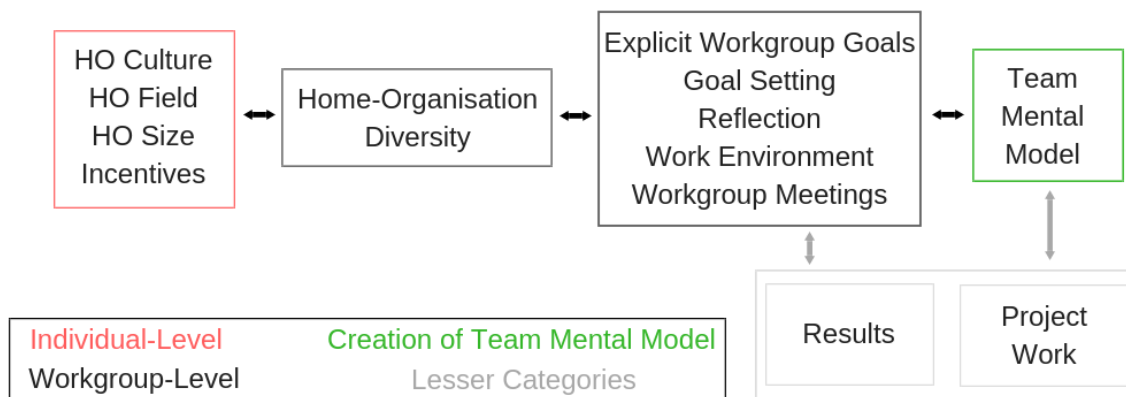 HO Culture
HO Field
HO Size
Incentives
Home-Organisation
Diversity
Explicit Workgroup Goals
Goal Setting
Reflection
Work Environment
Workgroup Meetings
Team
Mental
Model
Results
Project
Work
Individual-Level
Creation of Team Mental Model
Workgroup-Level
Lesser Categories